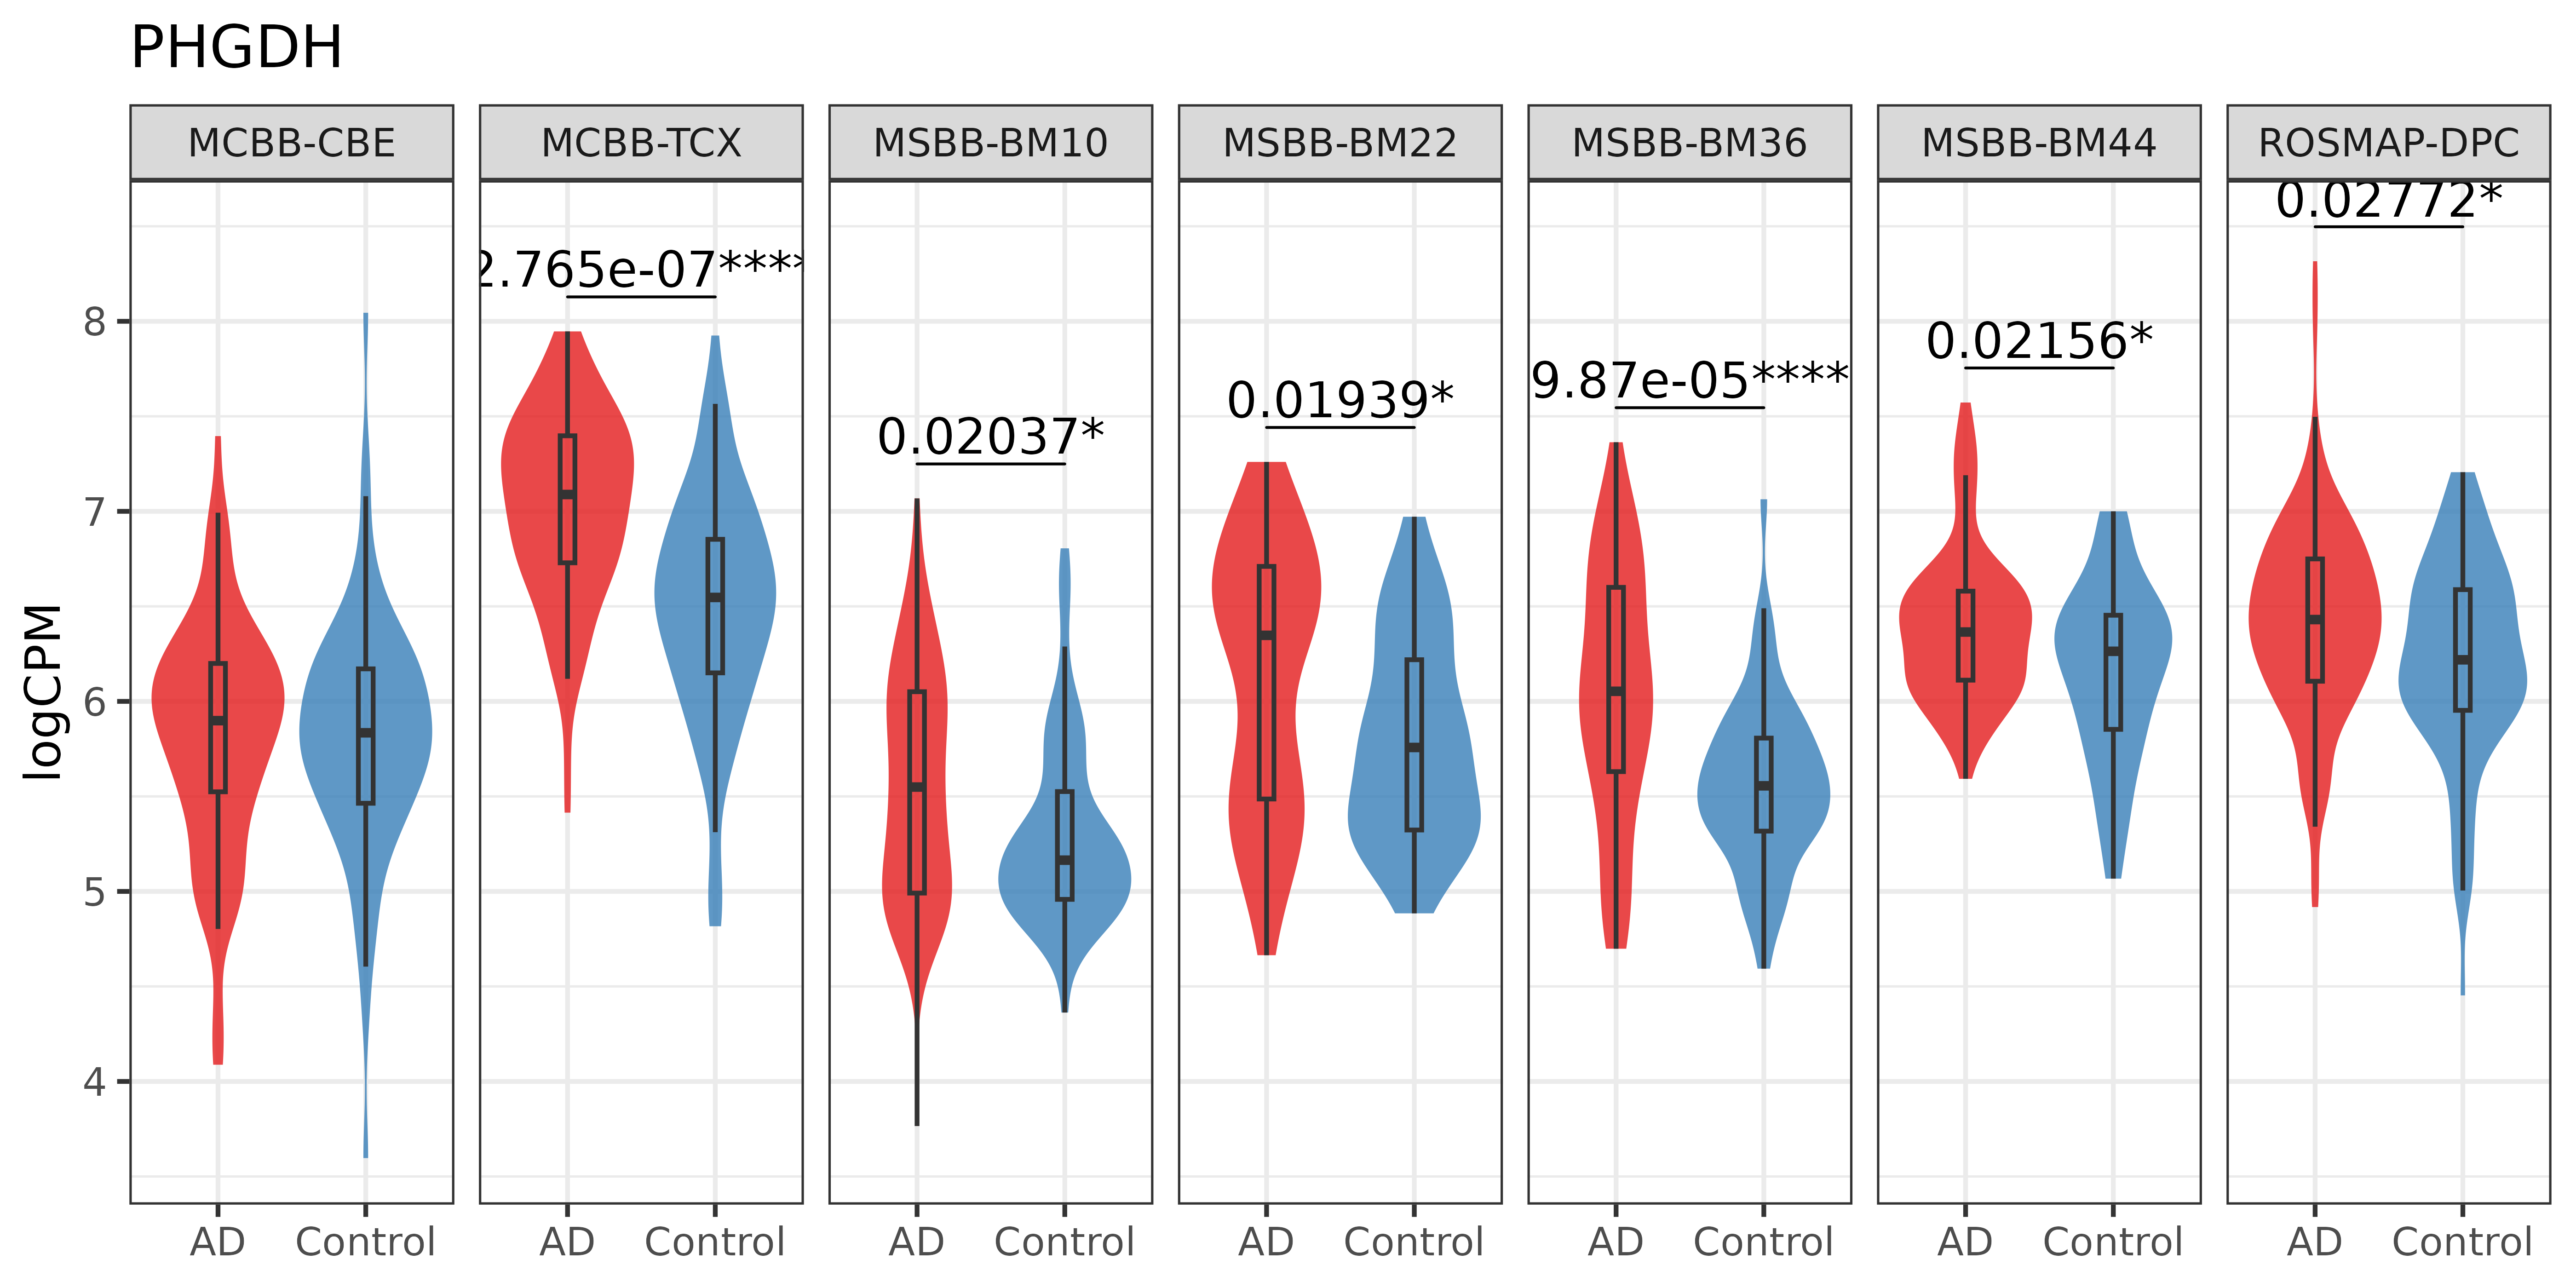 PHGDH
MCBB-CBE
MCBB-TCX
MSBB-BM10
MSBB-BM22
MSBB-BM36
MSBB-BM44
ROSMAP-DPC
2.765e-07****
0.02037*
0.01939*
9.87e-05****
0.02156*
0.02772*
logCPM
8
7
6
5
4
AD Control
AD Control
AD Control
AD Control
AD Control
AD Control
AD Control